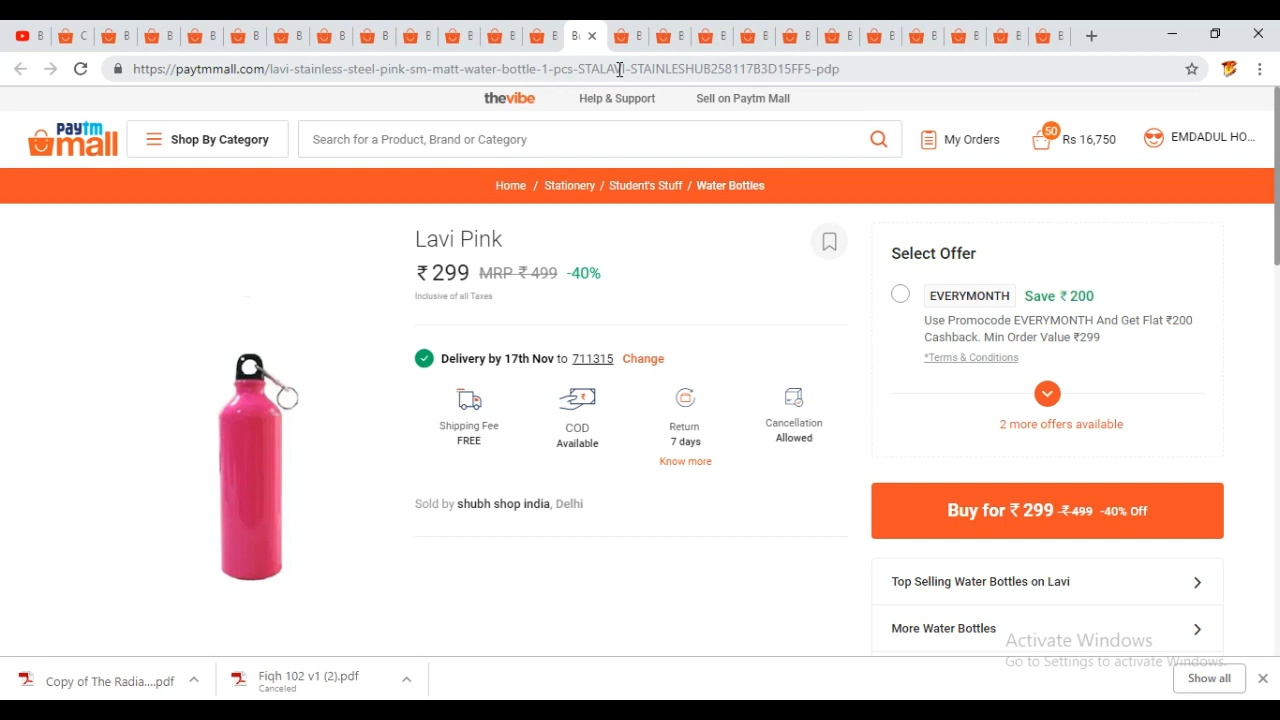 B C B B B B B B B B B B Bu B B B B B B B B B B B
https://paytmmall.com/lavi-stainless-steel-pink-sm-matt-water-bottle-1-pcs-STALAVI-STAINLESHUB258117B3D15FF5-pdp
thevibe Help & Support Sell on Paytm Mall
paytm mall
Shop By Category
Search for a Product, Brand or Category
My Orders
50
Rs 16,750
EMDADUL HO...
Home / Stationery / Student's Stuff / Water Bottles
Lavi Pink
₹ 299 MRP ₹ 499 -40%
Inclusive of all Taxes
Delivery by 17th Nov to 711315 Change
Shipping Fee
FREE
COD
Available
Return
7 days
Know more
Cancellation
Allowed
Sold by shubh shop india, Delhi
Select Offer
EVERYMONTH Save ₹ 200
Use Promocode EVERYMONTH And Get Flat ₹200
Cashback. Min Order Value ₹299
*Terms & Conditions
2 more offers available
Buy for ₹ 299 ₹ 499 -40% Off
Top Selling Water Bottles on Lavi
More Water Bottles
Activate Windows
Go to Settings to activate Windows.
Copy of The Radia....pdf
Fiqh 102 v1 (2).pdf
Canceled
Show all